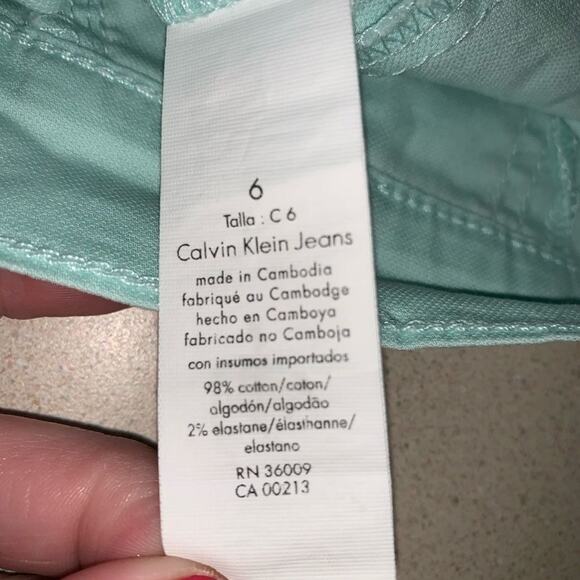 6
Talla : C 6
Calvin Klein Jeans
made in Cambodia
fabriqué au Cambodge
hecho en Camboya
fabricado no Camboja
con insumos importados
98% cotton/coton/
algodón/algodão
2% elastane/élasthanne/
elastano
RN 36009
CA 00213